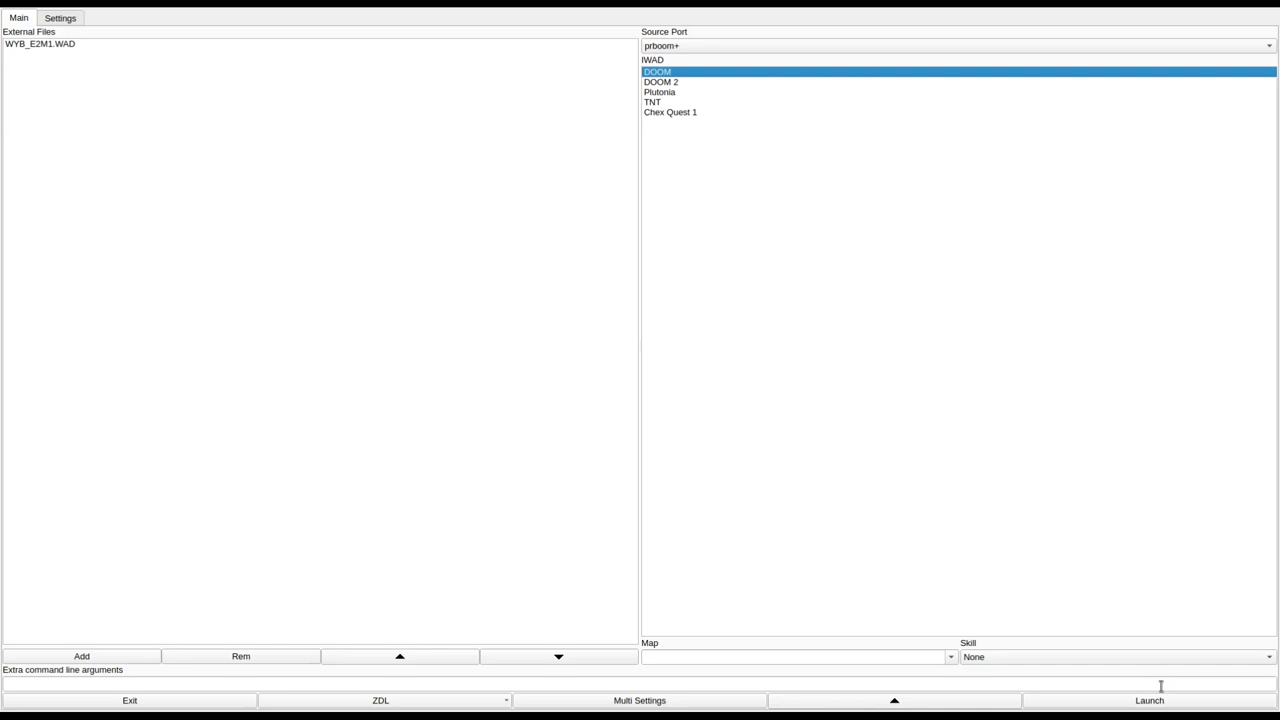 Main Settings
External Files
WYB_E2M1.WAD
Source Port
prboom+
IWAD
DOOM
DOOM 2
Plutonia
TNT
Chex Quest 1
Map Skill
None
Add Rem
Extra command line arguments
Exit ZDL Multi Settings Launch